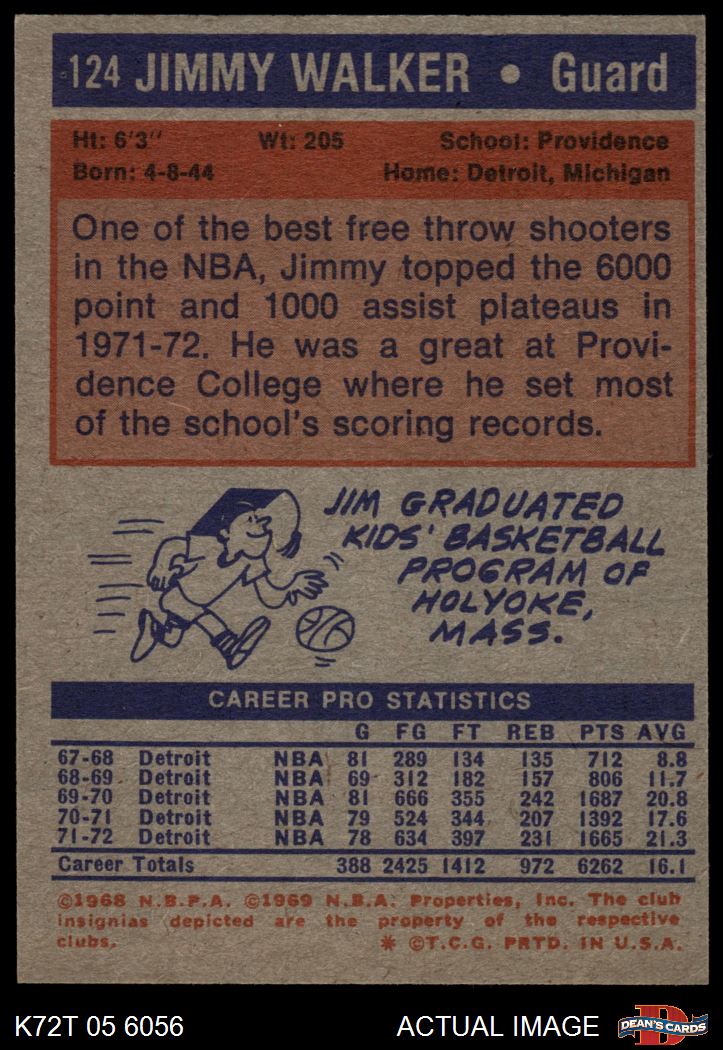 124 JIMMY WALKER • Guard
Ht: 6'3" Wt: 205 School: Providence
Born: 4-8-44 Home: Detroit, Michigan
One of the best free throw shooters
in the NBA, Jimmy topped the 6000
point and 1000 assist plateaus in
1971-72. He was a great at Provi-
dence College where he set most
of the school's scoring records.
JIM GRADUATED
KIDS' BASKETBALL
PROGRAM OF
HOLYOKE,
MASS.
CAREER PRO STATISTICS
G FG FT REB PTS AVG
67-68 Detroit NBA 81 289 134 135 712 8.8
68-69 Detroit NBA 69 312 182 157 806 11.7
69-70 Detroit NBA 81 666 355 242 1687 20.8
70-71 Detroit NBA 79 524 344 207 1392 17.6
71-72 Detroit NBA 78 634 397 231 1665 21.3
Career Totals 388 2425 1412 972 6262 16.1
©1968 N.B.P.A. ©1969 N.B.A. Properties, Inc. The club
insignias depicted are the property of the respective
clubs. * ©T.C.G. PRTD. IN U.S.A.
K72T 05 6056 ACTUAL IMAGE D DEAN'S CARDS